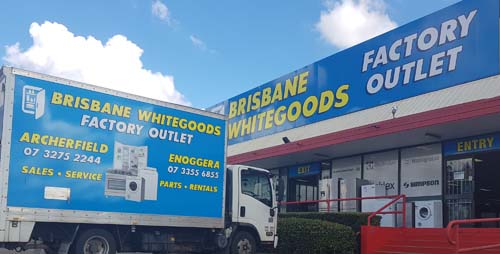 BRISBANE WHITEGOODS
FACTORY OUTLET
ARCHERFIELD
07 3275 2244
ENOGGERA
07 3355 6855
SALES • SERVICE
PARTS • RENTALS
BRISBANE
WHITEGOODS
FACTORY
OUTLET
EXIT
ENTRY
SIMPSON